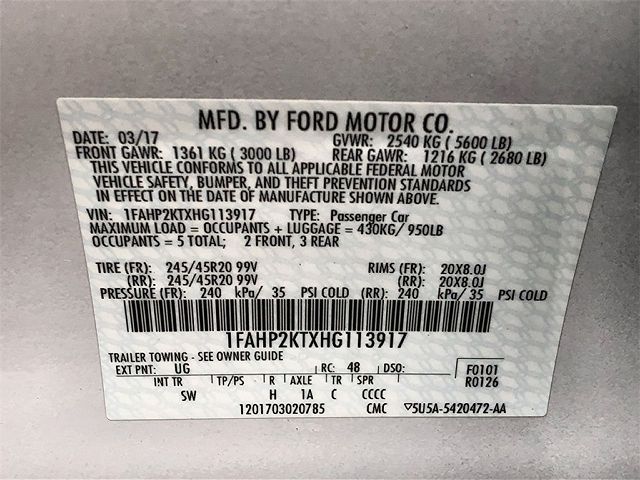 MFD. BY FORD MOTOR CO.
DATE: 03/17 GVWR: 2540 KG ( 5600 LB)
FRONT GAWR: 1361 KG ( 3000 LB) REAR GAWR: 1216 KG ( 2680 LB)
THIS VEHICLE CONFORMS TO ALL APPLICABLE FEDERAL MOTOR
VEHICLE SAFETY, BUMPER, AND THEFT PREVENTION STANDARDS
IN EFFECT ON THE DATE OF MANUFACTURE SHOWN ABOVE.
VIN: 1FAHP2KTXHG113917 TYPE: Passenger Car
MAXIMUM LOAD = OCCUPANTS + LUGGAGE = 430KG/ 950LB
OCCUPANTS = 5 TOTAL; 2 FRONT, 3 REAR
TIRE (FR): 245/45R20 99V RIMS (FR): 20X8.0J
(RR): 245/45R20 99V (RR): 20X8.0J
PRESSURE (FR): 240 kPa/ 35 PSI COLD (RR): 240 kPa/ 35 PSI COLD
1FAHP2KTXHG113917
TRAILER TOWING - SEE OWNER GUIDE
EXT PNT: UG RC: 48 DSO: F0101
INT TR TP/PS R AXLE TR SPR R0126
SW H 1A C CCCC
1201703020785 CMC ▽5U5A-5420472-AA